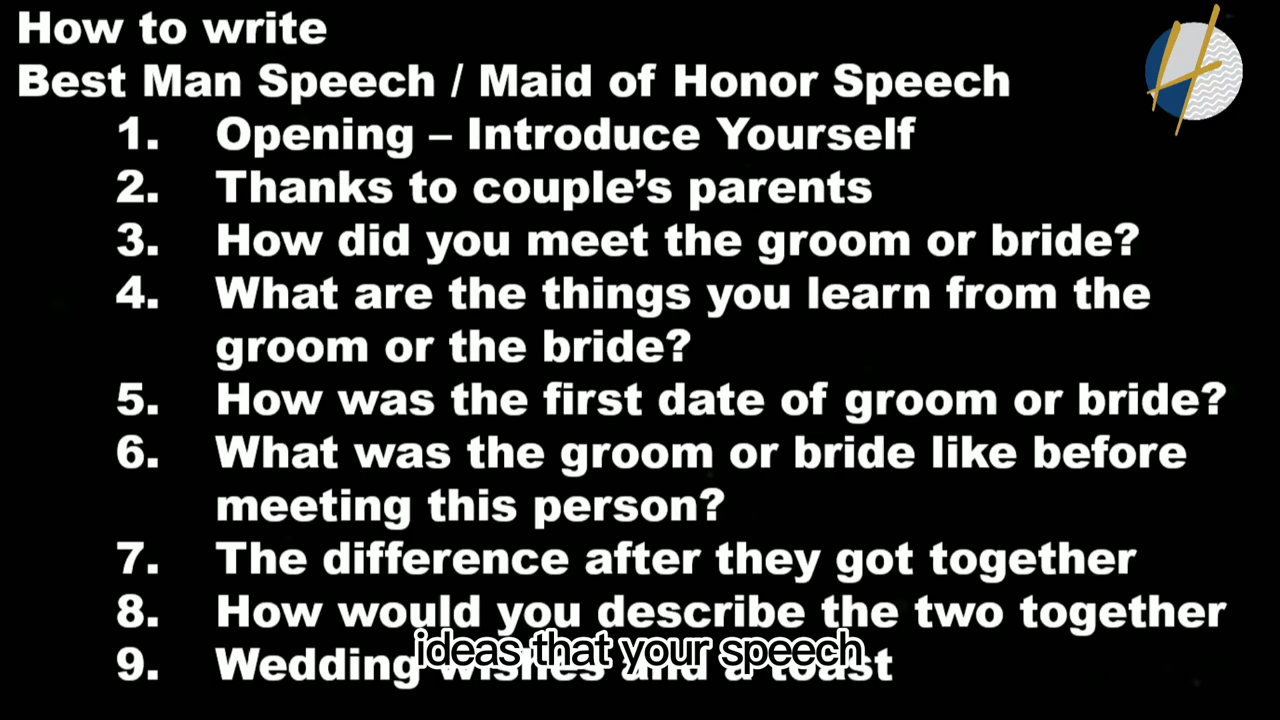 How to write
Best Man Speech / Maid of Honor Speech
1. Opening – Introduce Yourself
2. Thanks to couple's parents
3. How did you meet the groom or bride?
4. What are the things you learn from the
groom or the bride?
5. How was the first date of groom or bride?
6. What was the groom or bride like before
meeting this person?
7. The difference after they got together
8. How would you describe the two together
9. Wedding wishes and a toast
ideas that your speech